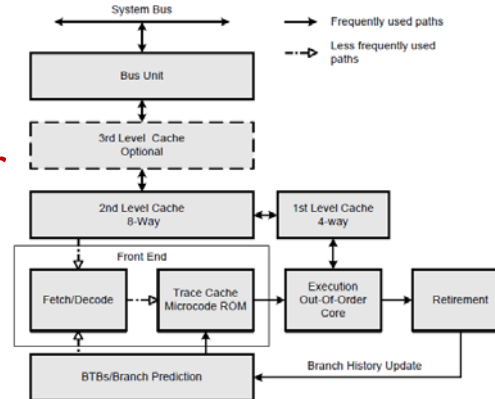 System Bus
Frequently used paths
Less frequently used
paths
Bus Unit
3rd Level Cache
Optional
2nd Level Cache
8-Way
1st Level Cache
4-way
Front End
Fetch/Decode
Trace Cache
Microcode ROM
Execution
Out-Of-Order
Core
Retirement
Branch History Update
BTBs/Branch Prediction